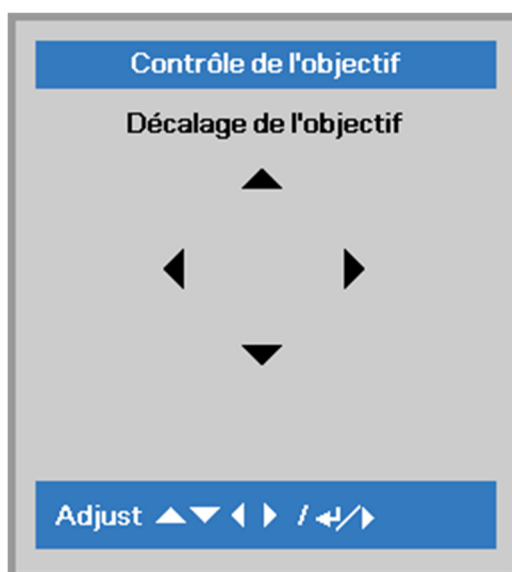 Contrôle de l'objectif
Décalage de l'objectif
Adjust ▲▼◀ ▶ / ↵/▶